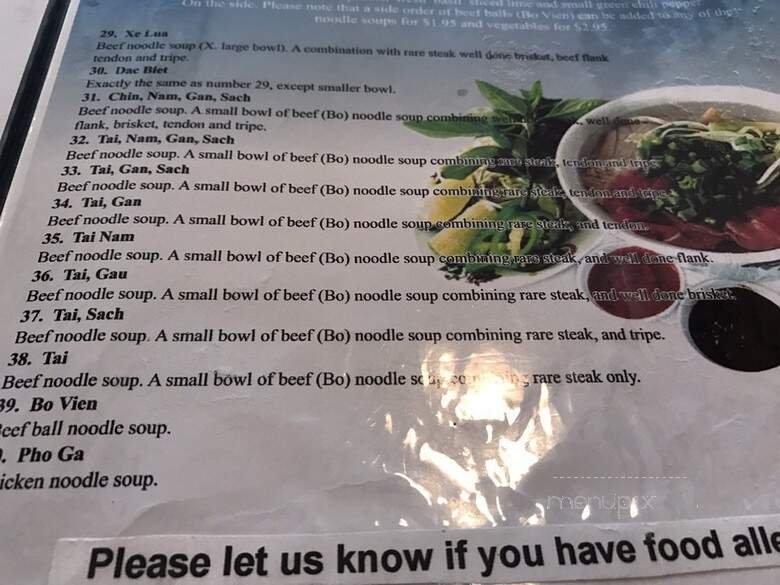 On the side. Please note that a side order of beef balls (Bo Vien) can be added to any of the
noodle soups for $1.95 and vegetables for $2.95
29. Xe Lua
Beef noodle soup (X. large bowl). A combination with rare steak well done brisket, beef flank
tendon and tripe.
30. Dac Biet
Exactly the same as number 29, except smaller bowl.
31. Chin, Nam, Gan, Sach
Beef noodle soup. A small bowl of beef (Bo) noodle soup combining well done
flank, brisket, tendon and tripe.
32. Tai, Nam, Gan, Sach
Beef noodle soup. A small bowl of beef (Bo) noodle soup combining rare steak, tendon and tripe
33. Tai, Gan, Sach
Beef noodle soup. A small bowl of beef (Bo) noodle soup combining rare steak, tendon and tripe
34. Tai, Gan
Beef noodle soup. A small bowl of beef (Bo) noodle soup combining rare steak, and tendon.
35. Tai Nam
Beef noodle soup. A small bowl of beef (Bo) noodle soup combining rare steak, and well done flank.
36. Tai, Gau
Beef noodle soup. A small bowl of beef (Bo) noodle soup combining rare steak, and well done brisket.
37. Tai, Sach
Beef noodle soup. A small bowl of beef (Bo) noodle soup combining rare steak, and tripe.
38. Tai
Beef noodle soup. A small bowl of beef (Bo) noodle soup combining rare steak only.
39. Bo Vien
eef ball noodle soup.
. Pho Ga
icken noodle soup.
menupix
Please let us know if you have food alle